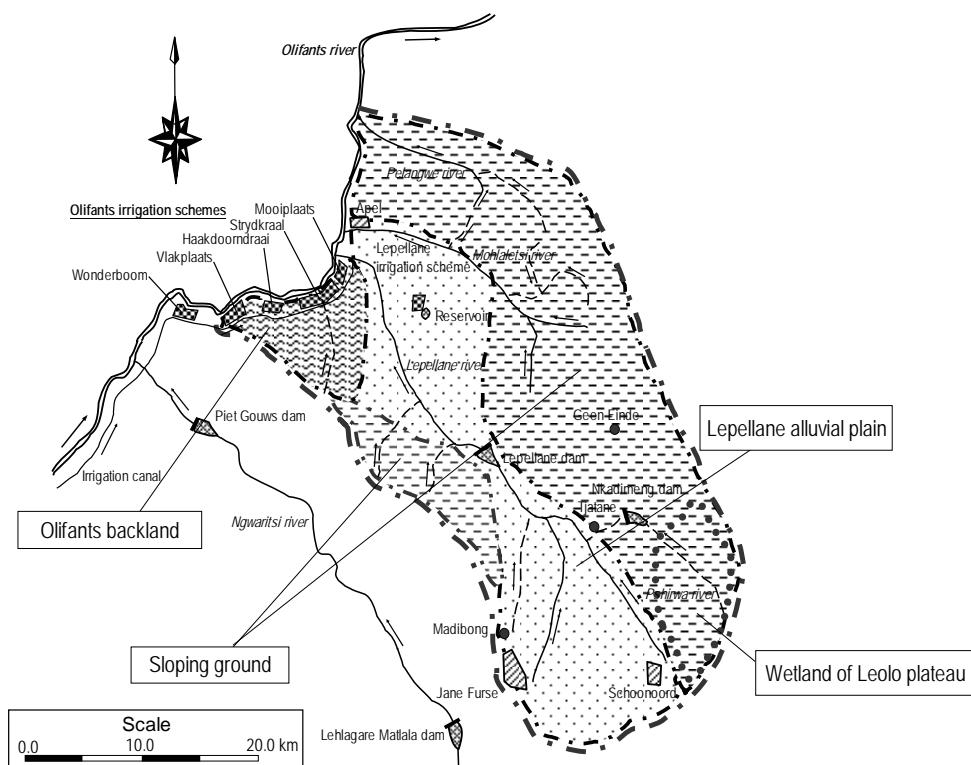 Olifants river
Olifants irrigation schemes
Mooiplaats
Strydkraal
Haakdoorndraai
Vlakplaats
Wonderboom
Pelangwe river
Apel
Lepellane
irrigation scheme
Mohlaletsi river
Reservoir
Lepellane river
Piet Gouws dam
Geen Einde
Lepellane alluvial plain
Lepellane dam
Irrigation canal
Nkadimeng dam
Tjatane
Olifants backland
Ngwaritsi river
Pshirwa river
Madibong
Sloping ground
Wetland of Leolo plateau
Jane Furse
Schoonoord
Scale
0.0 10.0 20.0 km
Lehlagare Matlala dam